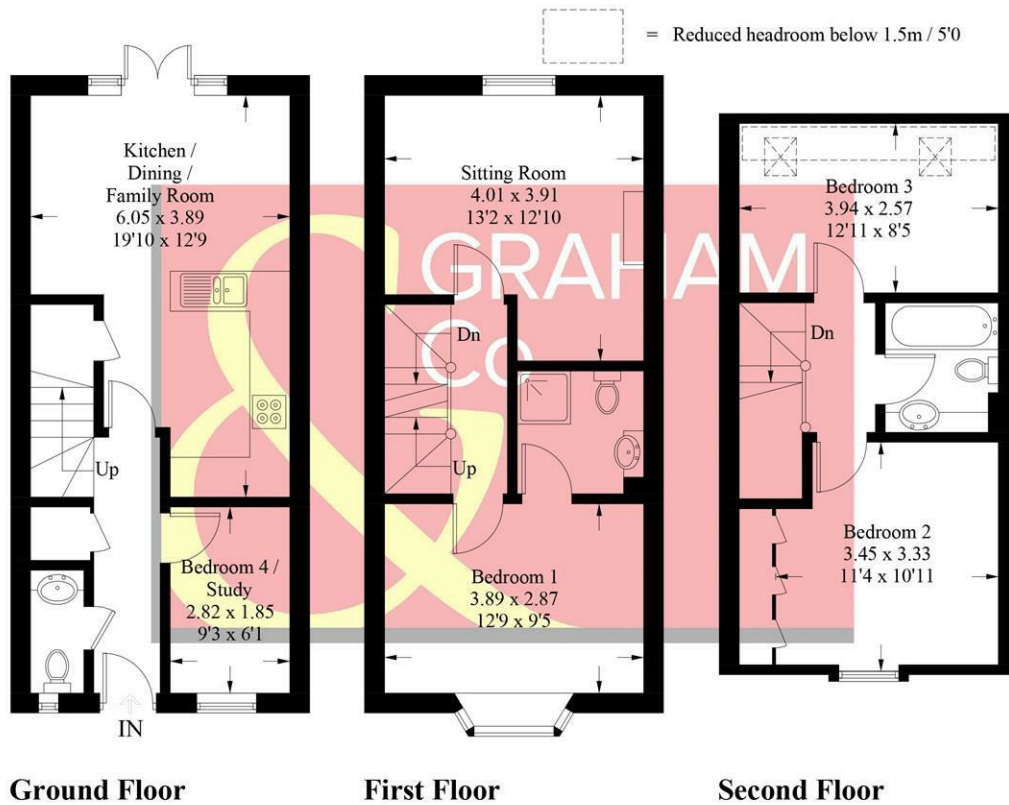 = Reduced headroom below 1.5m / 5'0
Kitchen /
Dining /
Family Room
6.05 x 3.89
19'10 x 12'9
Up
Bedroom 4 /
Study
2.82 x 1.85
9'3 x 6'1
IN
Ground Floor
Sitting Room
4.01 x 3.91
13'2 x 12'10
Dn
Up
Bedroom 1
3.89 x 2.87
12'9 x 9'5
First Floor
Bedroom 3
3.94 x 2.57
12'11 x 8'5
Dn
Bedroom 2
3.45 x 3.33
11'4 x 10'11
Second Floor
&
GRAHAM
Co